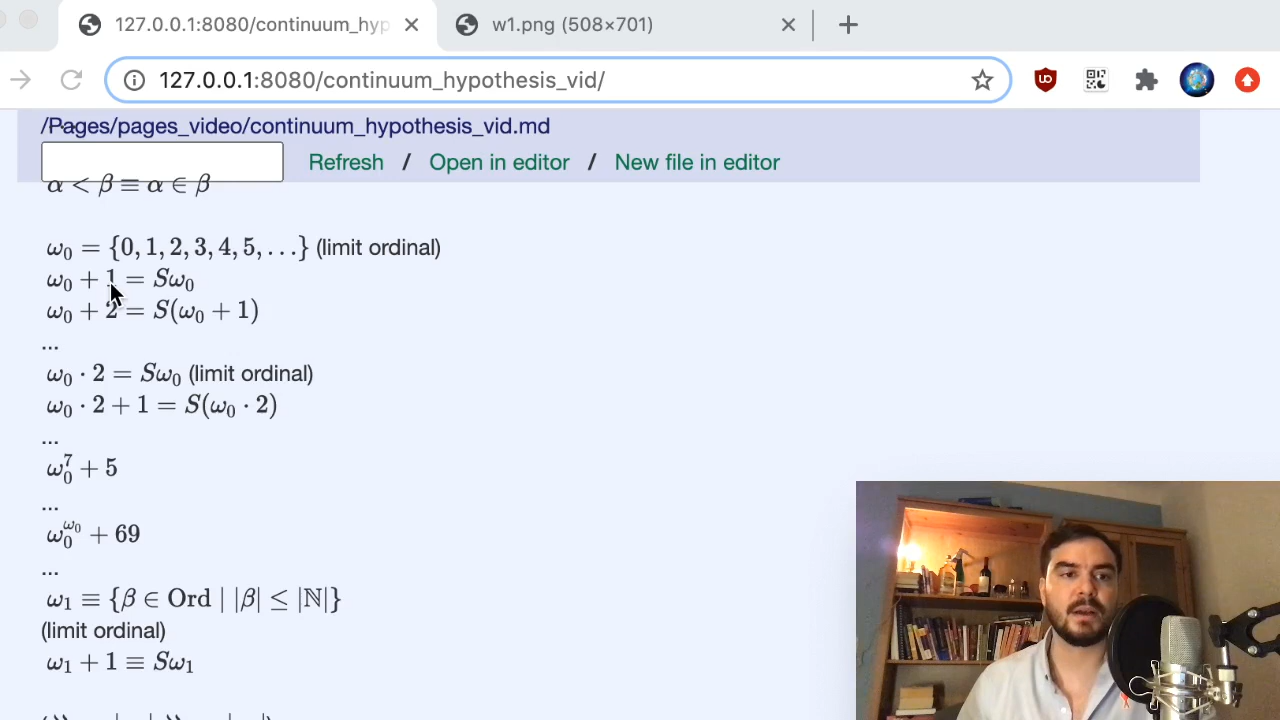 127.0.0.1:8080/continuum_hyp
w1.png (508×701)
127.0.0.1:8080/continuum_hypothesis_vid/
/Pages/pages_video/continuum_hypothesis_vid.md
Refresh / Open in editor / New file in editor
α < β ≡ α ∈ β
ω₀ = {0, 1, 2, 3, 4, 5, . . .} (limit ordinal)
ω₀ + 1 = Sω₀
ω₀ + 2 = S(ω₀ + 1)
...
ω₀ · 2 = Sω₀ (limit ordinal)
ω₀ · 2 + 1 = S(ω₀ · 2)
...
ω₀⁷ + 5
...
ω₀^ω₀ + 69
...
ω₁ ≡ {β ∈ Ord | |β| ≤ |ℕ|}
(limit ordinal)
ω₁ + 1 ≡ Sω₁